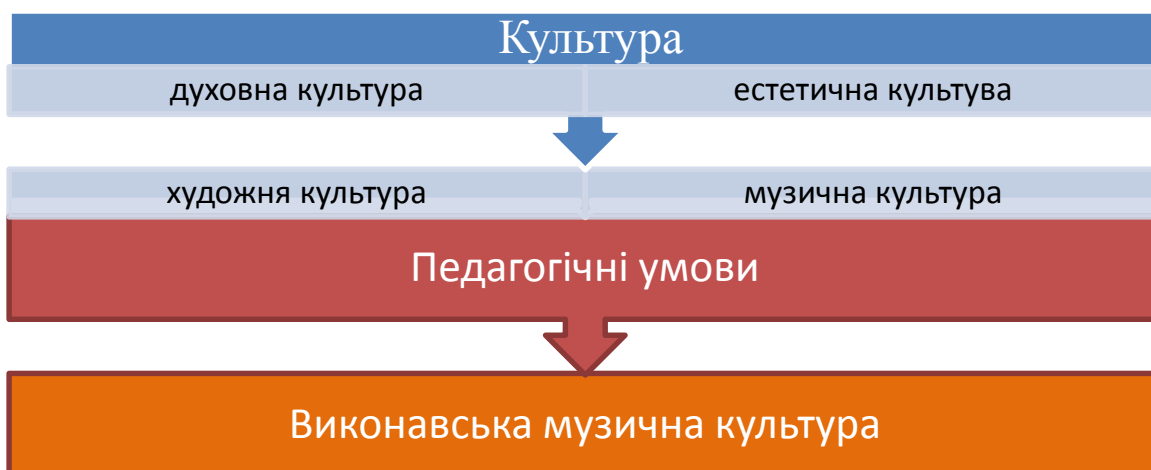 Культура
духовна культура естетична культува
художня культура музична культура
Педагогічні умови
Виконавська музична культура